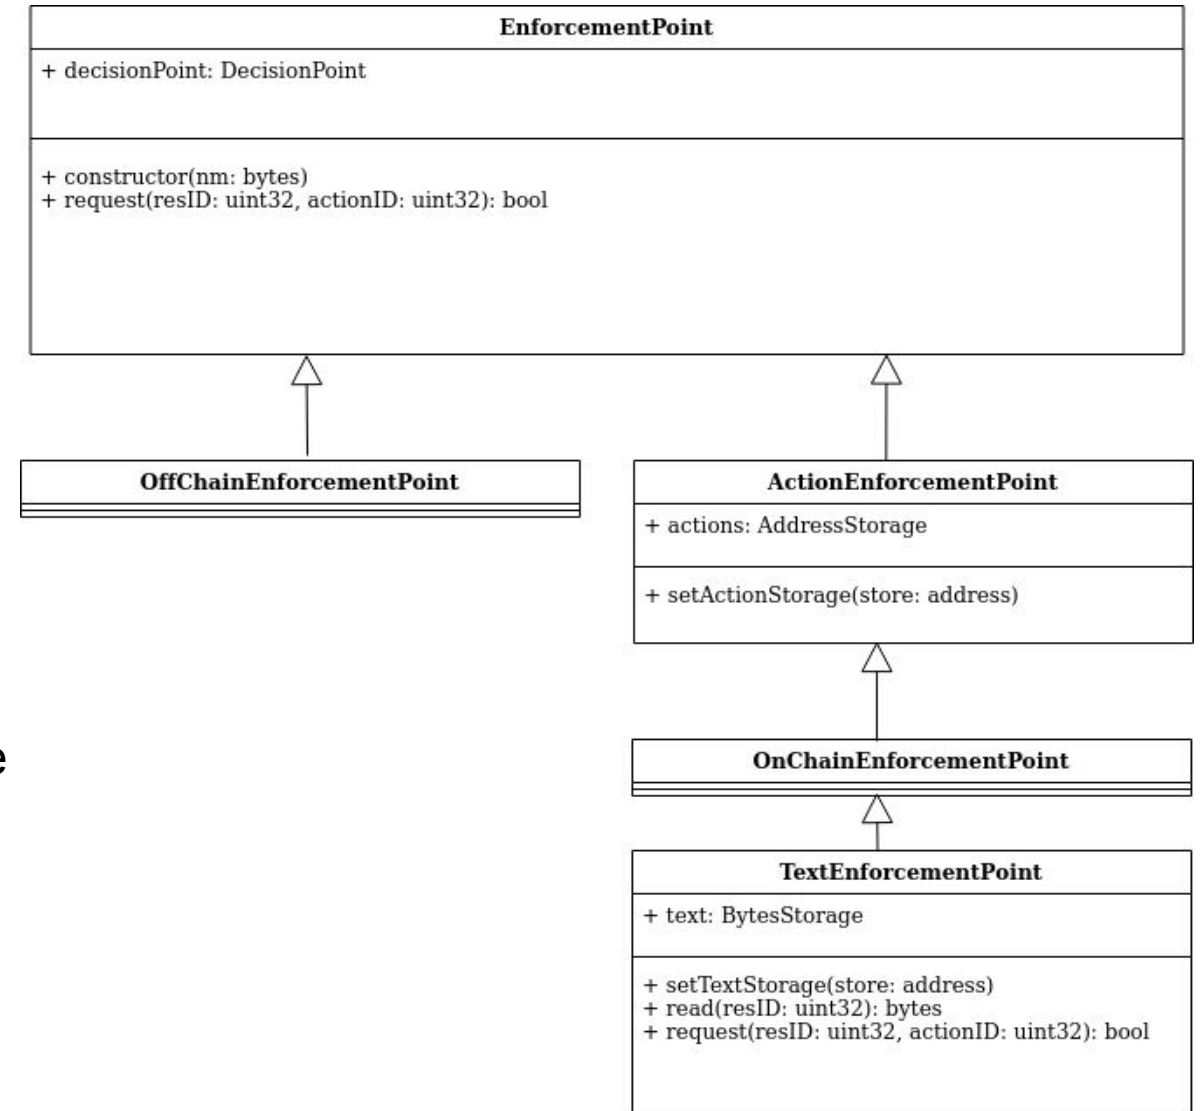 EnforcementPoint
+ decisionPoint: DecisionPoint
+ constructor(nm: bytes)
+ request(resID: uint32, actionID: uint32): bool
OffChainEnforcementPoint
ActionEnforcementPoint
+ actions: AddressStorage
+ setActionStorage(store: address)
e
OnChainEnforcementPoint
TextEnforcementPoint
+ text: BytesStorage
+ setTextStorage(store: address)
+ read(resID: uint32): bytes
+ request(resID: uint32, actionID: uint32): bool